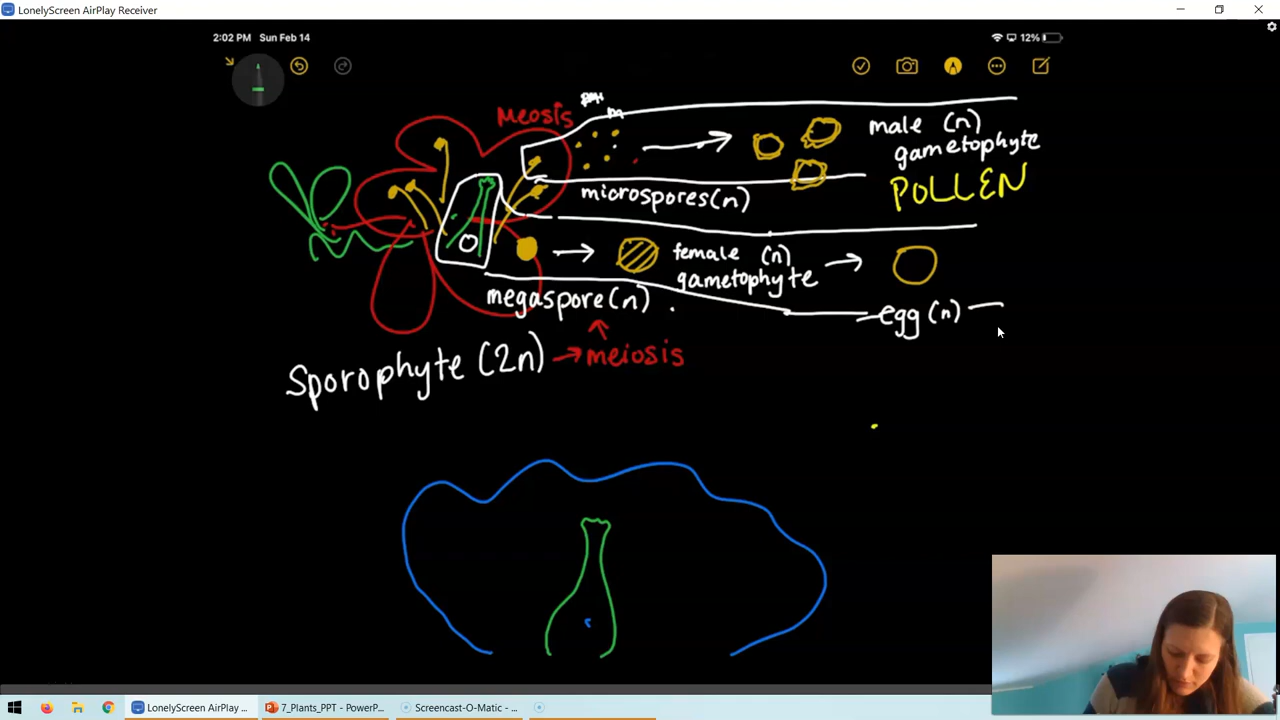 LonelyScreen AirPlay Receiver
2:02 PM Sun Feb 14
12%
Meosis
male (n)
gametophyte
POLLEN
microspores(n)
female (n)
gametophyte
megaspore(n)
egg (n)
Sporophyte (2n) → meiosis
LonelyScreen AirPlay ...
7_Plants_PPT - PowerP...
Screencast-O-Matic - ...